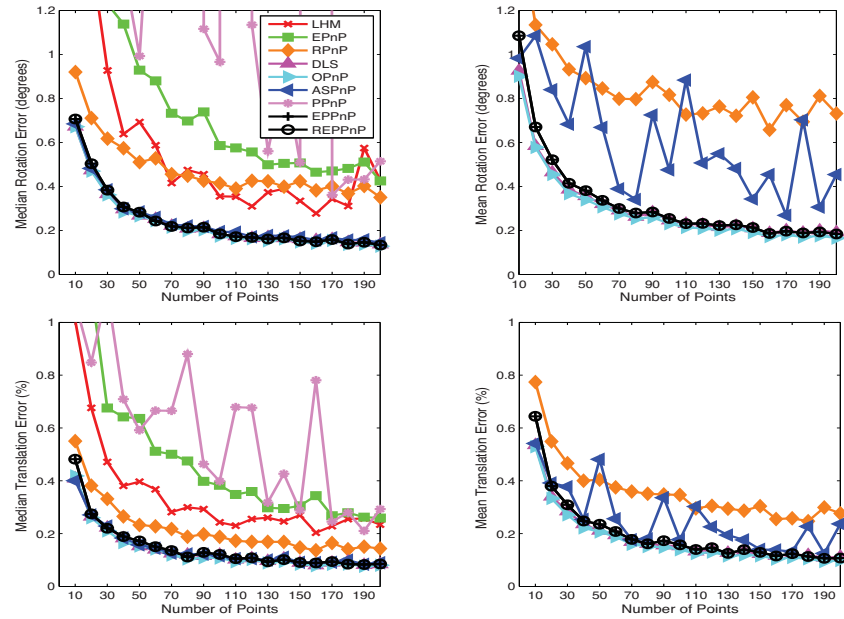 Median Rotation Error (degrees)
1.2
1
0.8
0.6
0.4
0.2
0
10 30 50 70 90 110 130 150 170 190
Number of Points
LHM
EPnP
RPnP
DLS
OPnP
ASPnP
PPnP
EPPnP
REPPnP
Mean Rotation Error (degrees)
1.2
1
0.8
0.6
0.4
0.2
0
10 30 50 70 90 110 130 150 170 190
Number of Points
Median Translation Error (%)
1
0.8
0.6
0.4
0.2
0
10 30 50 70 90 110 130 150 170 190
Number of Points
Mean Translation Error (%)
1
0.8
0.6
0.4
0.2
0
10 30 50 70 90 110 130 150 170 190
Number of Points